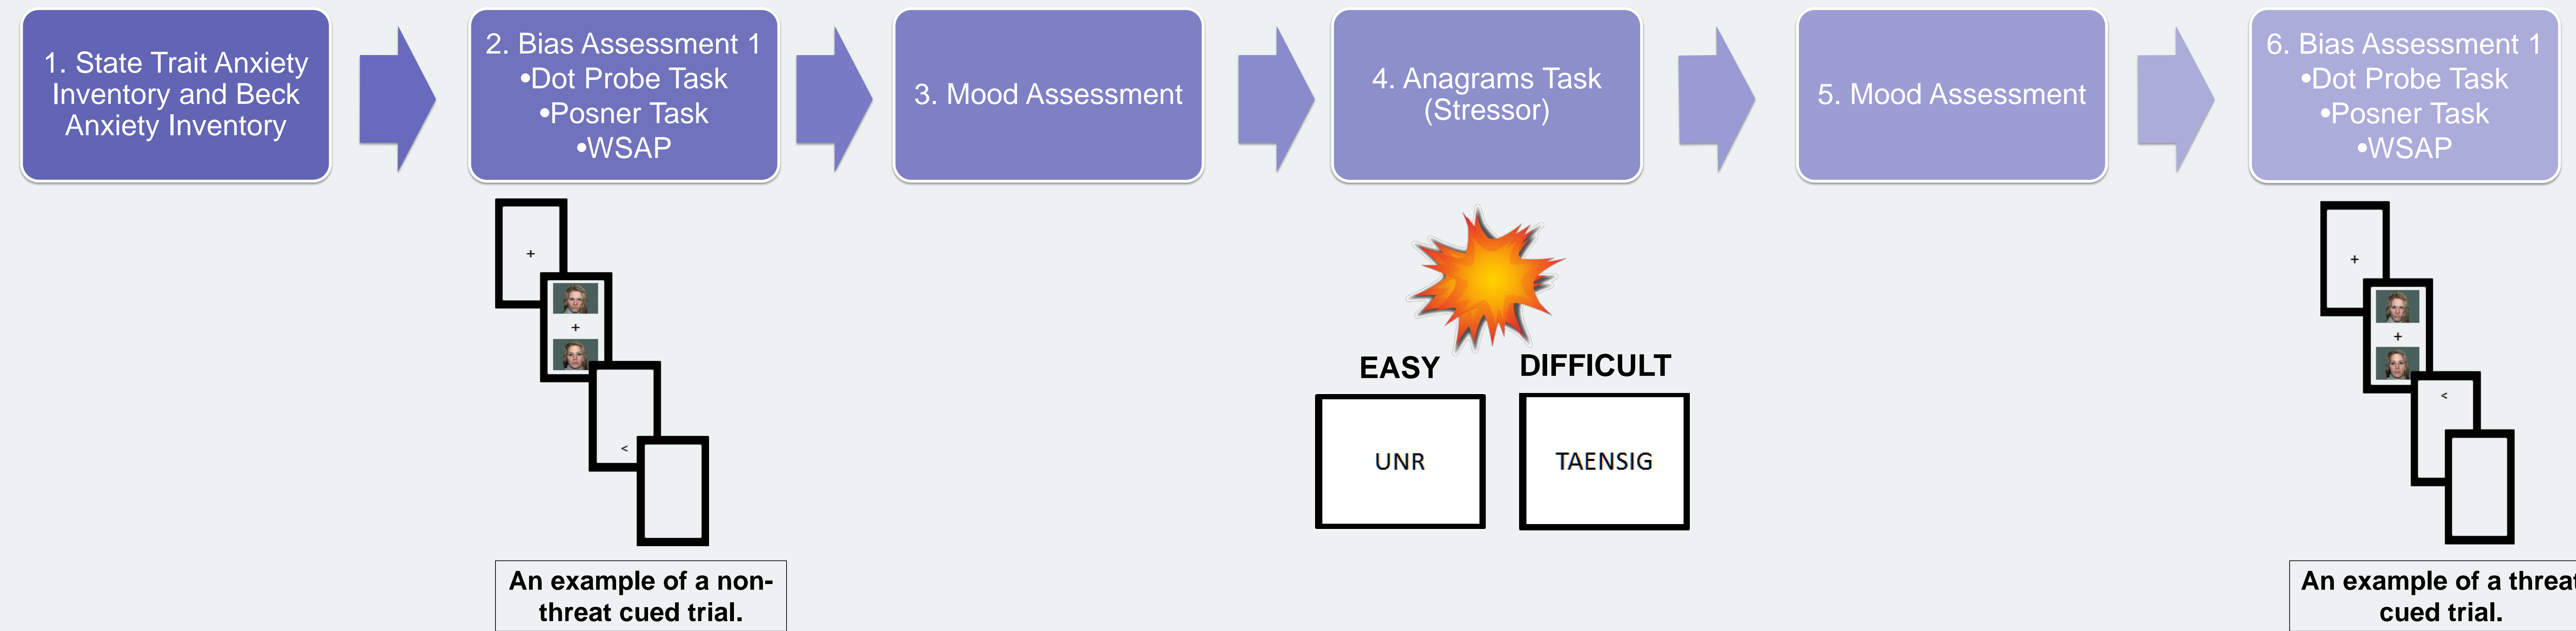 1. State Trait Anxiety
Inventory and Beck
Anxiety Inventory
2. Bias Assessment 1
•Dot Probe Task
•Posner Task
•WSAP
3. Mood Assessment
4. Anagrams Task
(Stressor)
5. Mood Assessment
6. Bias Assessment 1
•Dot Probe Task
•Posner Task
•WSAP
+
+
<
An example of a non-
threat cued trial.
EASY
DIFFICULT
UNR
TAENSIG
+
+
<
An example of a threat
cued trial.